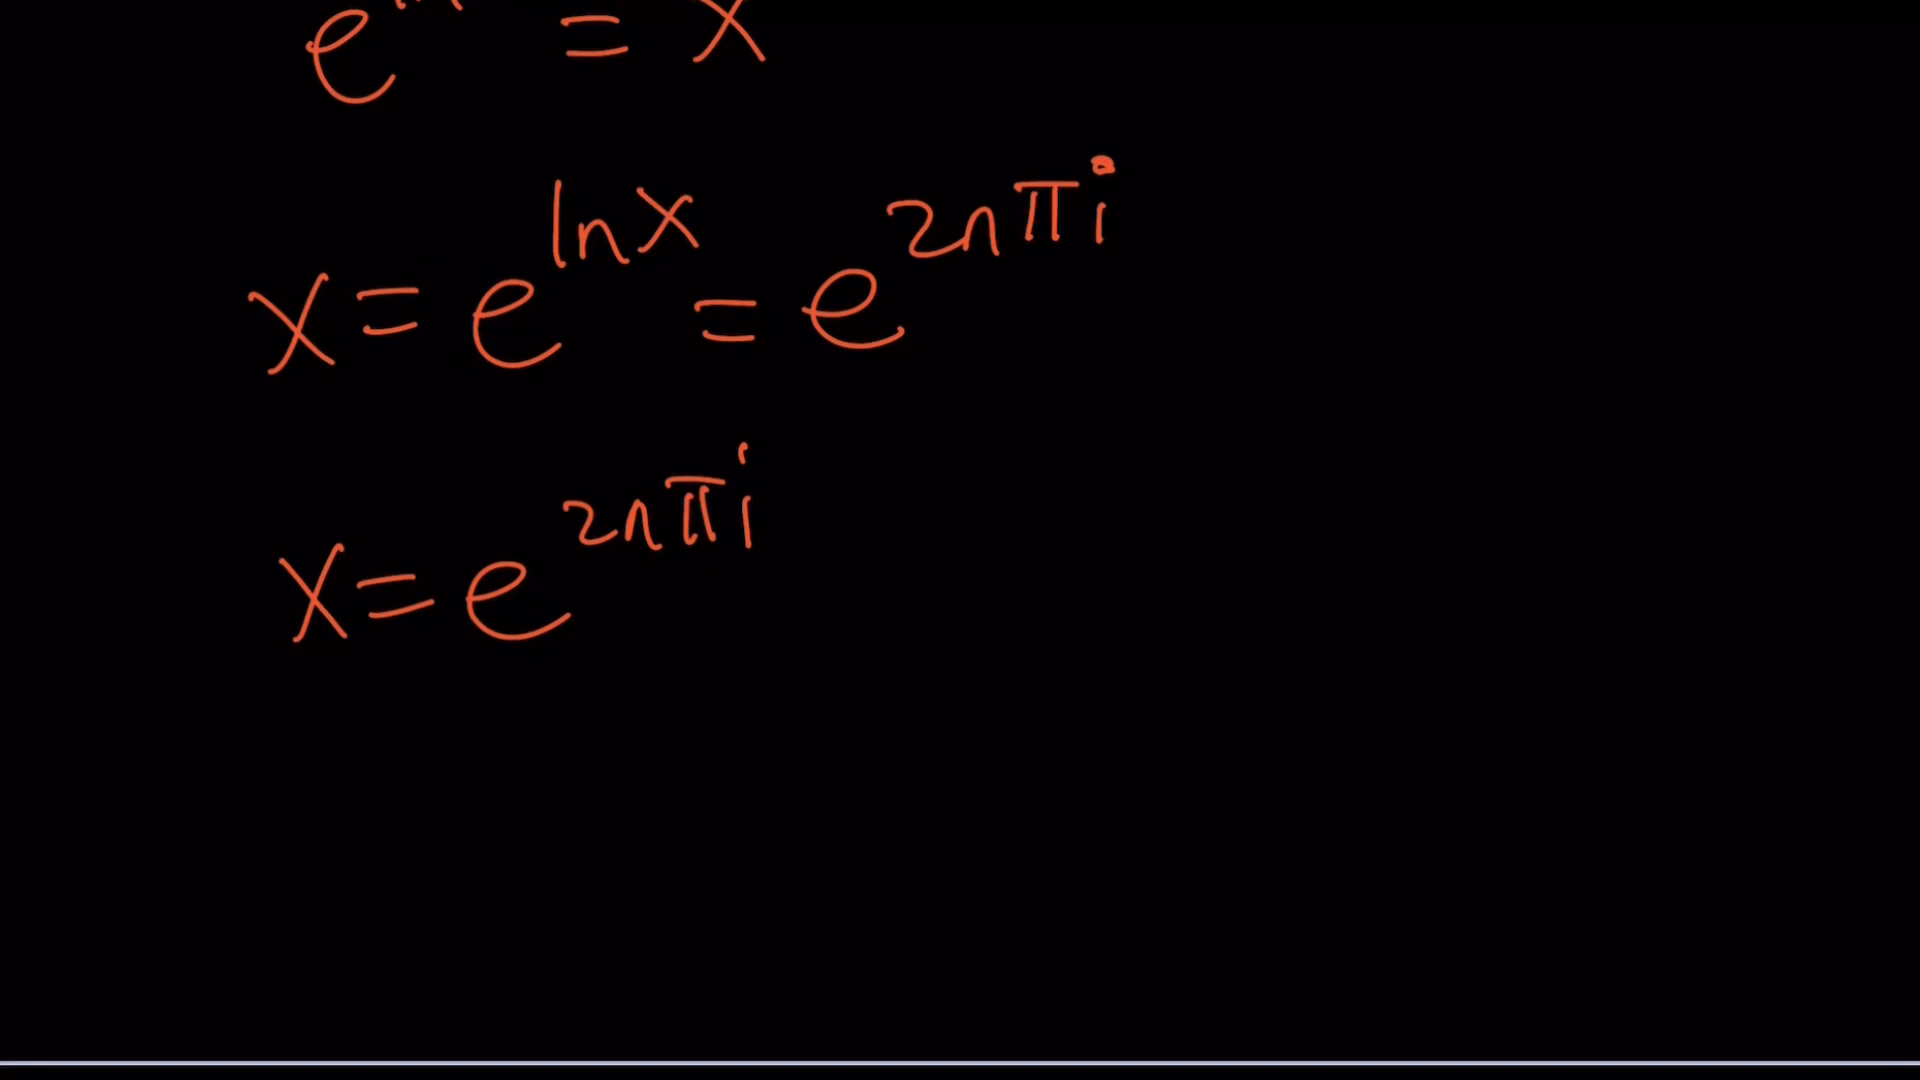 e = x
x = e^{ln x} = e^{2nπi}
x = e^{2nπi}